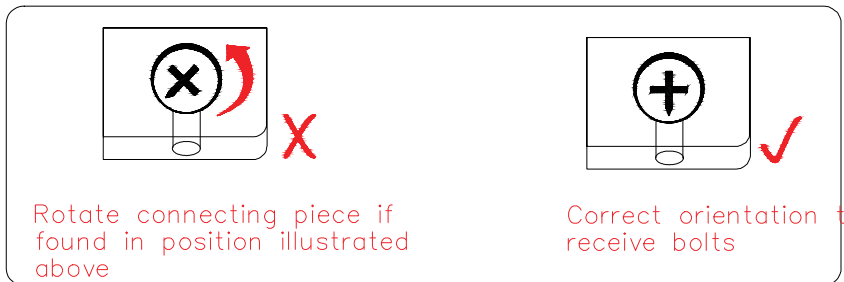 Rotate connecting piece if
found in position illustrated
above
Correct orientation t
receive bolts